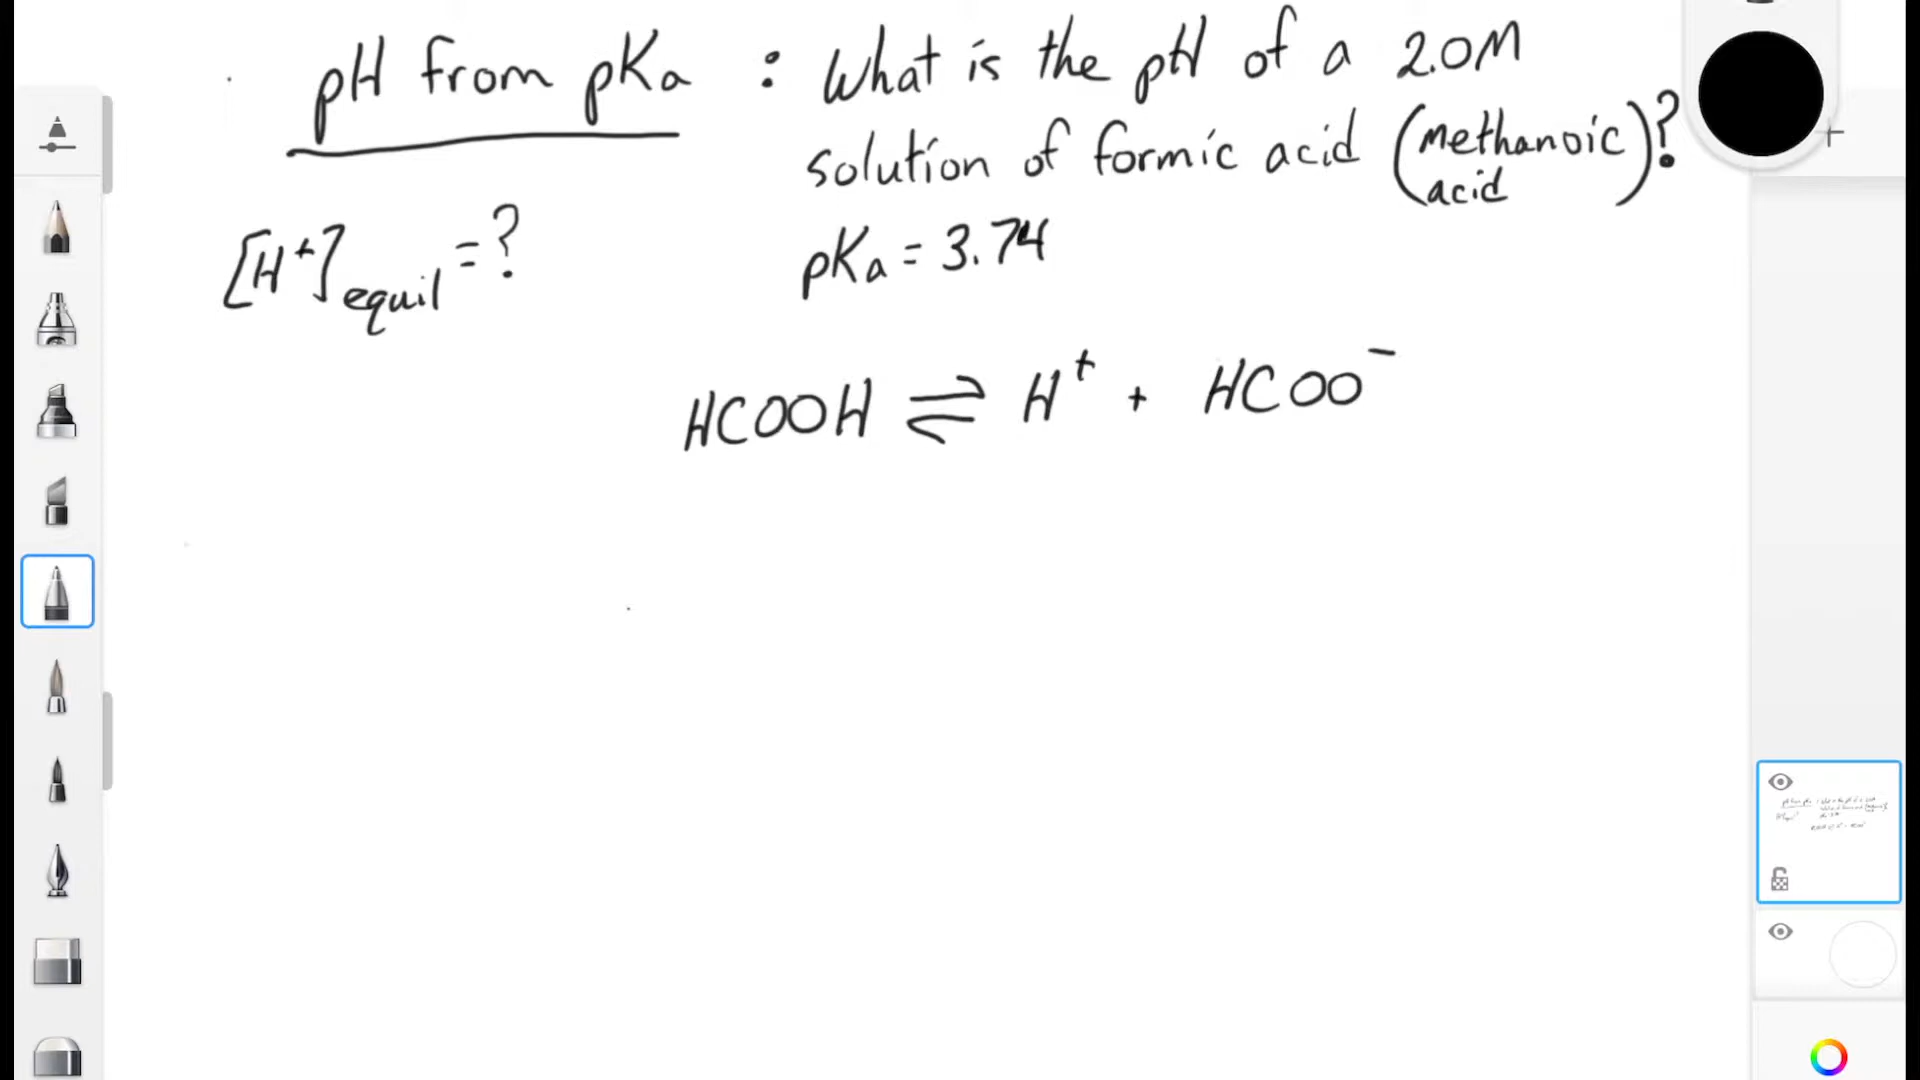 pH from pKa : What is the pH of a 2.0M
solution of formic acid (methanoic acid)?
[H⁺]equil = ?
pKa = 3.74
HCOOH ⇌ H⁺ + HCOO⁻